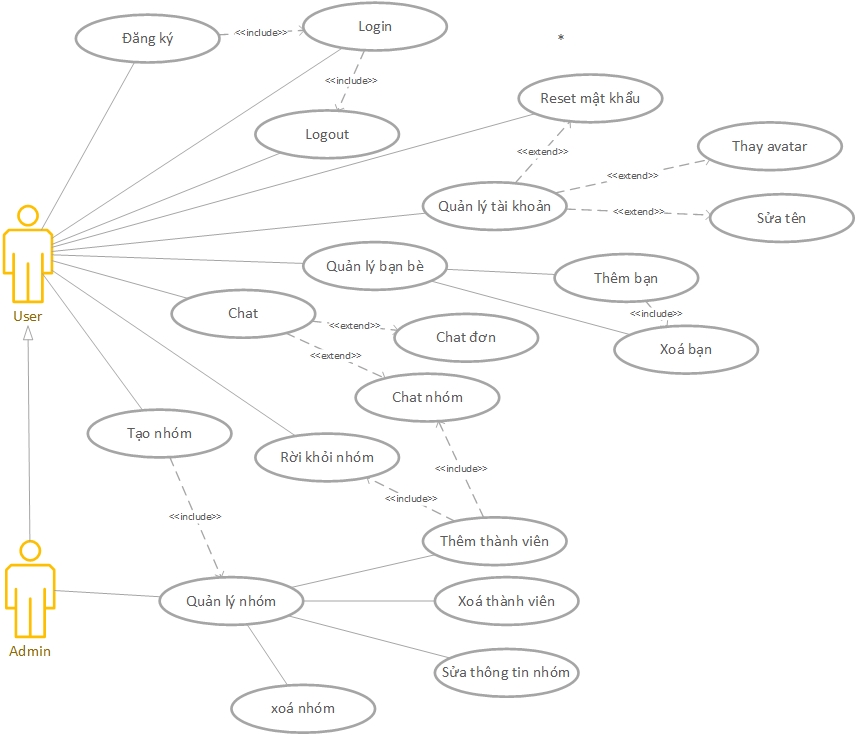 Đăng ký
<<include>>
Login
*
<<include>>
Reset mật khẩu
Logout
<<extend>>
Thay avatar
<<extend>>
Quản lý tài khoản
<<extend>>
Sửa tên
Quản lý bạn bè
Thêm bạn
User
Chat
<<include>>
<<extend>>
Chat đơn
Xoá bạn
<<extend>>
Chat nhóm
Tạo nhóm
Rời khỏi nhóm
<<include>>
<<include>>
<<include>>
Thêm thành viên
Quản lý nhóm
Xoá thành viên
Admin
Sửa thông tin nhóm
xoá nhóm